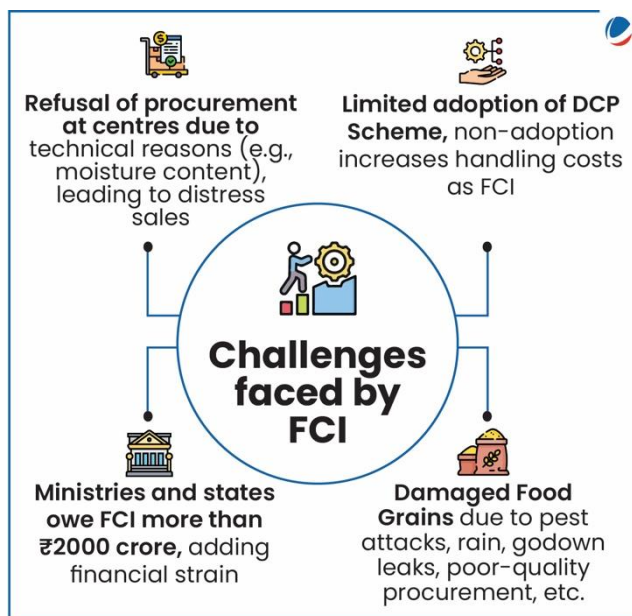 Refusal of procurement
at centres due to
technical reasons (e.g.,
moisture content),
leading to distress
sales
Limited adoption of DCP
Scheme, non-adoption
increases handling costs
as FCI
Challenges
faced by
FCI
Ministries and states
owe FCI more than
₹2000 crore, adding
financial strain
Damaged Food
Grains due to pest
attacks, rain, godown
leaks, poor-quality
procurement, etc.